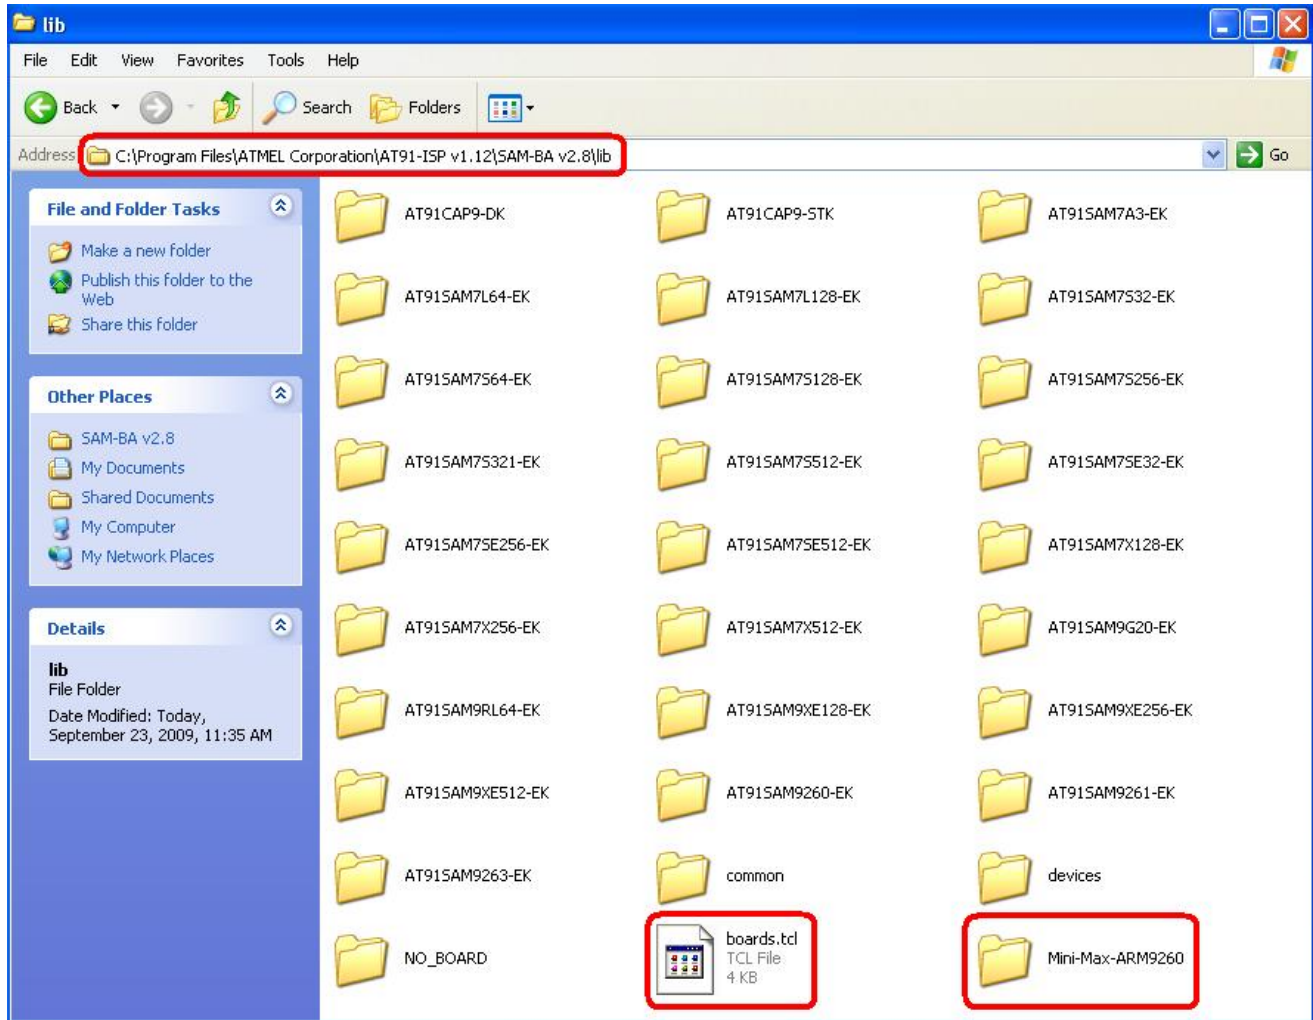 lib
File Edit View Favorites Tools Help
Back Search Folders
Address C:\Program Files\ATMEL Corporation\AT91-ISP v1.12\SAM-BA v2.8\lib Go
File and Folder Tasks
Make a new folder
Publish this folder to the
Web
Share this folder
Other Places
SAM-BA v2.8
My Documents
Shared Documents
My Computer
My Network Places
Details
lib
File Folder
Date Modified: Today,
September 23, 2009, 11:35 AM
AT91CAP9-DK AT91CAP9-STK AT91SAM7A3-EK
AT91SAM7L64-EK AT91SAM7L128-EK AT91SAM7S32-EK
AT91SAM7S64-EK AT91SAM7S128-EK AT91SAM7S256-EK
AT91SAM7S321-EK AT91SAM7S512-EK AT91SAM7SE32-EK
AT91SAM7SE256-EK AT91SAM7SE512-EK AT91SAM7X128-EK
AT91SAM7X256-EK AT91SAM7X512-EK AT91SAM9G20-EK
AT91SAM9RL64-EK AT91SAM9XE128-EK AT91SAM9XE256-EK
AT91SAM9XE512-EK AT91SAM9260-EK AT91SAM9261-EK
AT91SAM9263-EK common devices
NO_BOARD boards.tcl Mini-Max-ARM9260
TCL File
4 KB